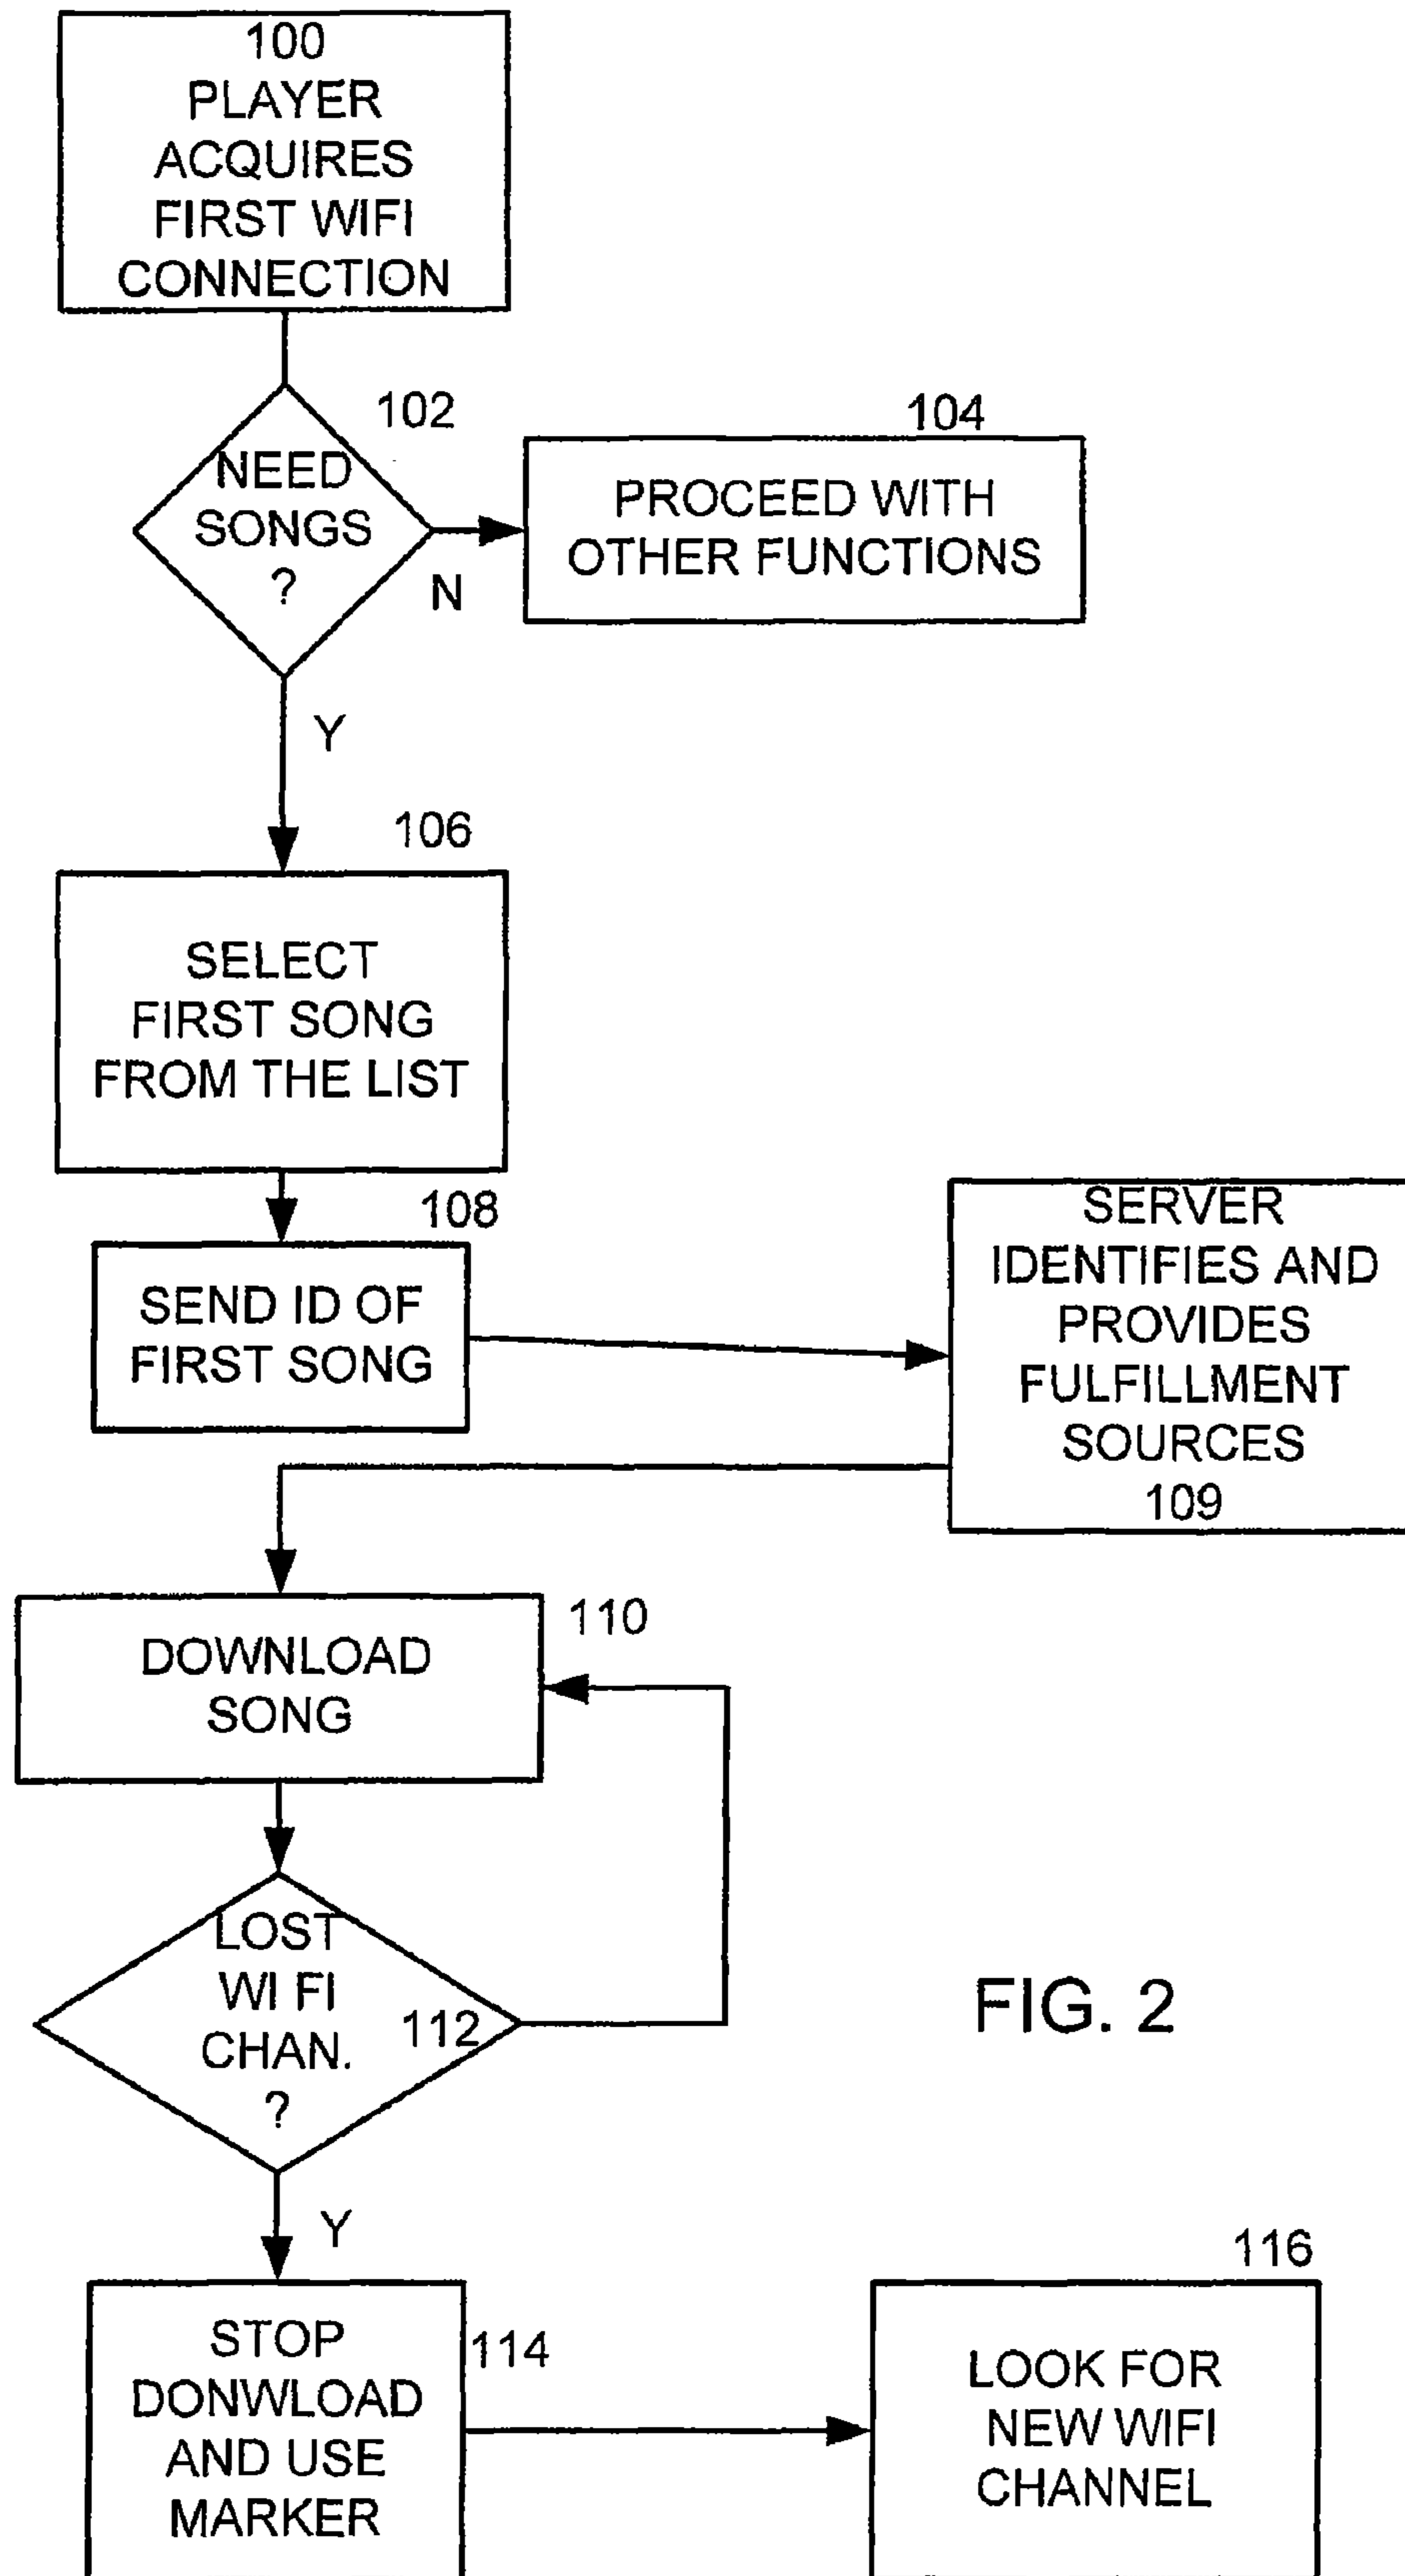 100
PLAYER
ACQUIRES
FIRST WIFI
CONNECTION
102
NEED
SONGS
?
N
104
PROCEED WITH
OTHER FUNCTIONS
Y
106
SELECT
FIRST SONG
FROM THE LIST
108
SEND ID OF
FIRST SONG
SERVER
IDENTIFIES AND
PROVIDES
FULFILLMENT
SOURCES
109
110
DOWNLOAD
SONG
LOST
WI FI
CHAN.
?
112
FIG. 2
Y
STOP
DONWLOAD
AND USE
MARKER
114
116
LOOK FOR
NEW WIFI
CHANNEL